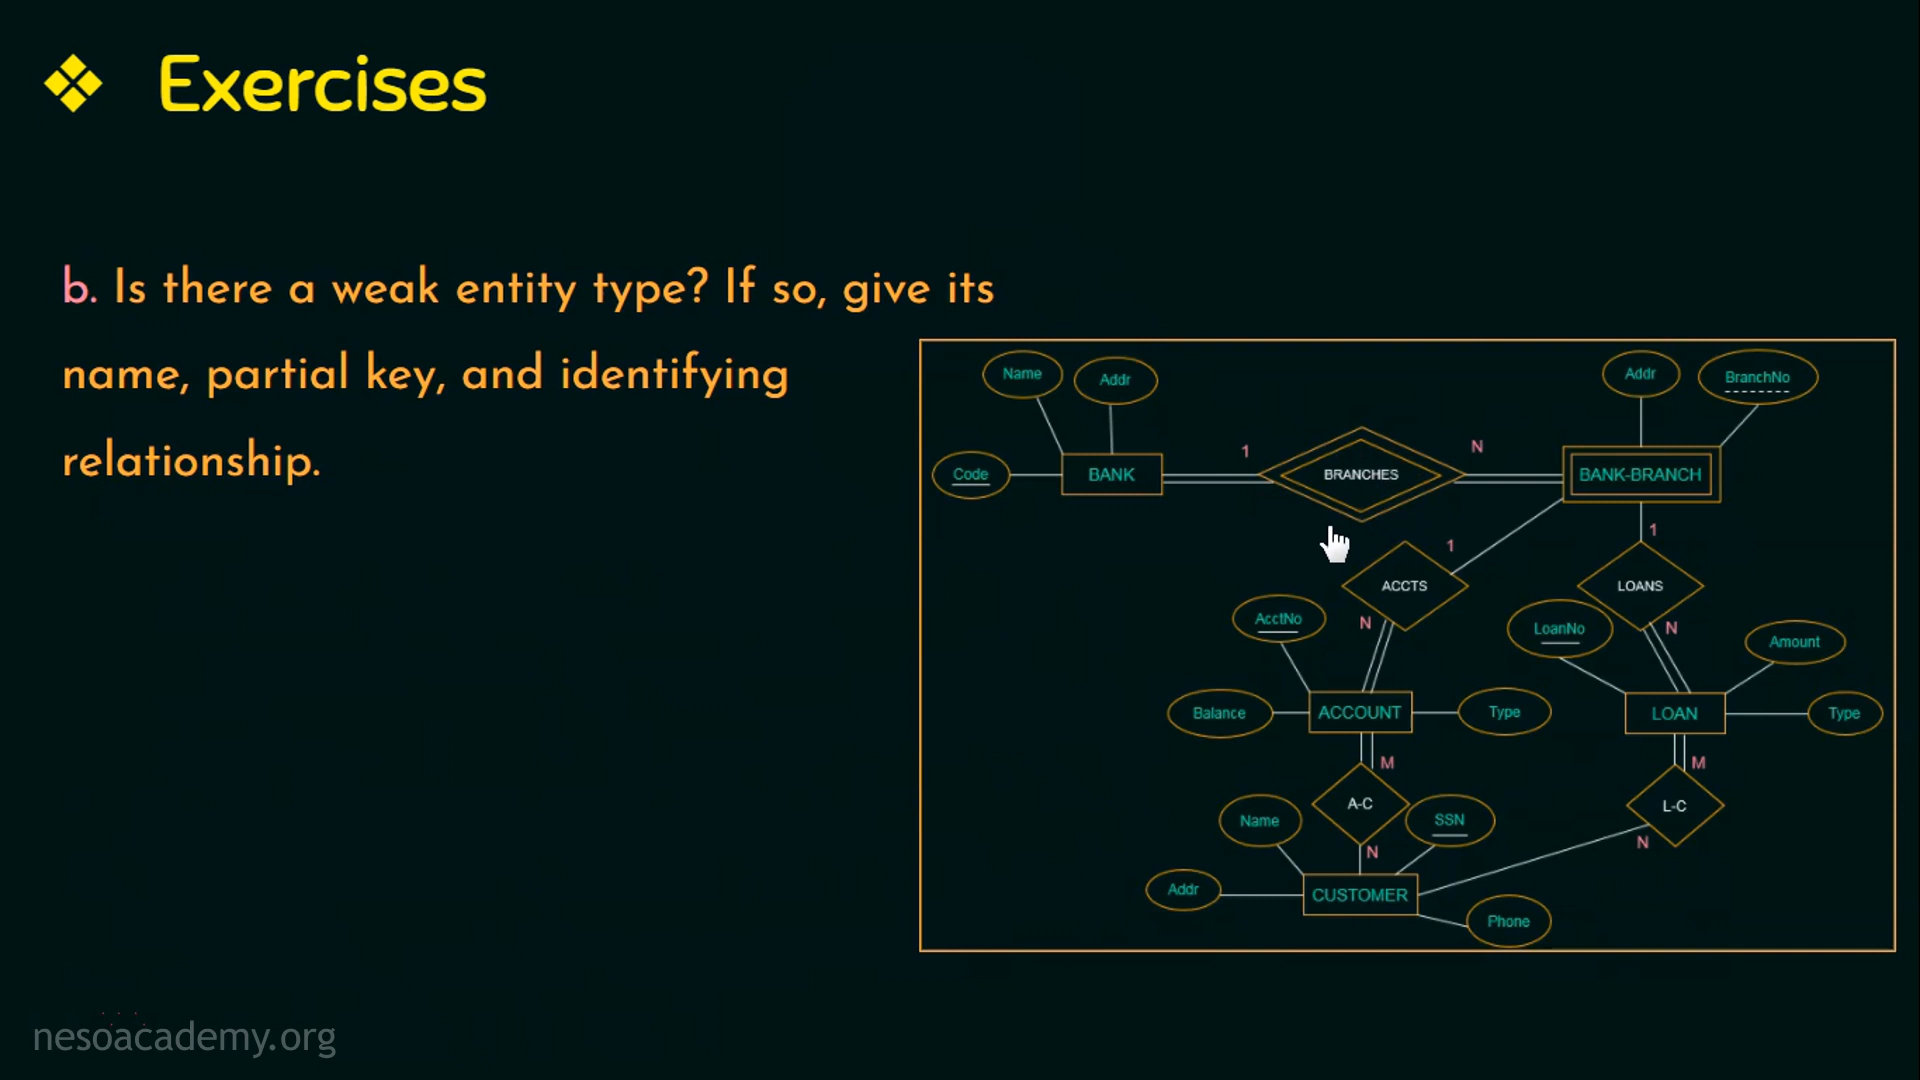 Exercises
b. Is there a weak entity type? If so, give its
name, partial key, and identifying
relationship.
Name
Addr
Addr
BranchNo
Code
BANK
1
BRANCHES
N
BANK-BRANCH
1
1
ACCTS
LOANS
AcctNo
N
LoanNo
N
Amount
Balance
ACCOUNT
Type
LOAN
Type
M
M
A-C
L-C
Name
SSN
N
N
Addr
CUSTOMER
Phone
nesoacademy.org